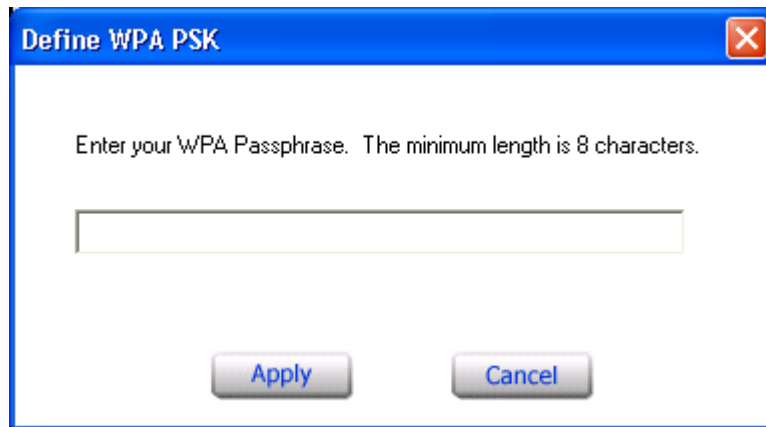 Define WPA PSK
Enter your WPA Passphrase.  The minimum length is 8 characters.
Apply
Cancel